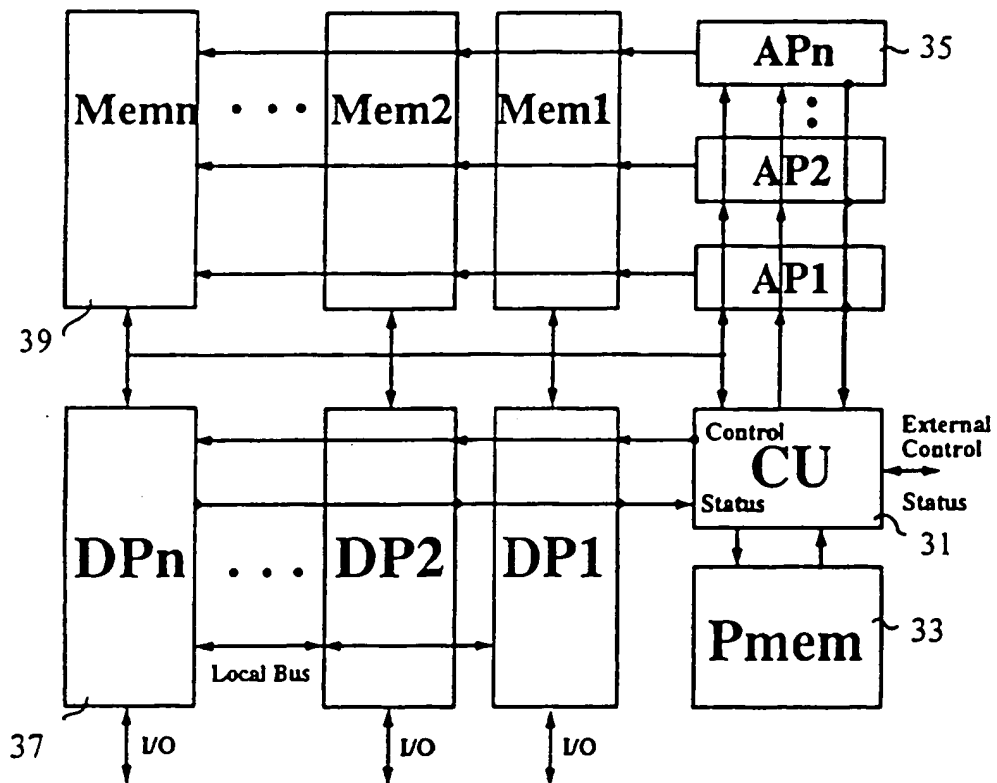 APn
35
Memn
. . .
Mem2
Mem1
AP2
AP1
39
Control
CU
Status
External
Control
Status
31
DPn
. . .
DP2
DP1
Local Bus
Pmem
33
37
I/O
I/O
I/O